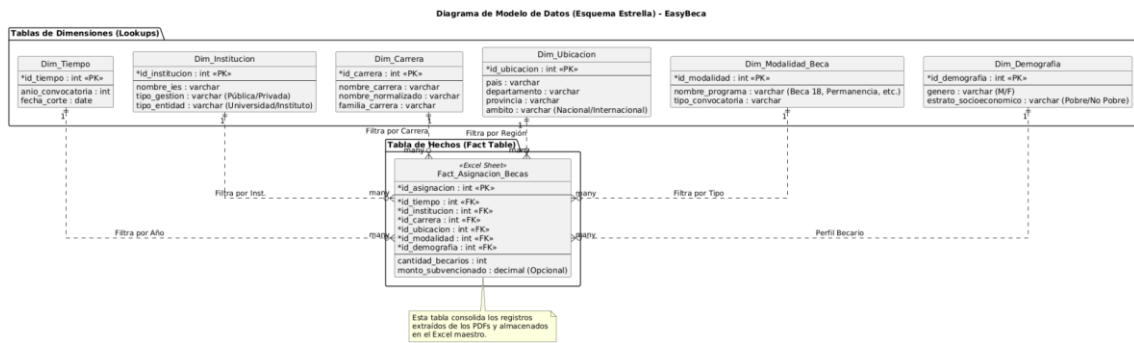 Diagrama de Modelo de Datos (Esquema Estrella) - EasyBeca
Tablas de Dimensiones (Lookups)
Dim_Tiempo
*id_tiempo : int «PK»
anio_convocatoria : int
fecha_corte : date
Dim_Institucion
*id_institucion : int «PK»
nombre_ies : varchar
tipo_gestion : varchar (Pública/Privada)
tipo_entidad : varchar (Universidad/Instituto)
Dim_Carrera
*id_carrera : int «PK»
nombre_carrera : varchar
nombre_normalizado : varchar
familia_carrera : varchar
Dim_Ubicacion
*id_ubicacion : int «PK»
pais : varchar
departamento : varchar
provincia : varchar
ambito : varchar (Nacional/Internacional)
Dim_Modalidad_Beca
*id_modalidad : int «PK»
nombre_programa : varchar (Beca 18, Permanencia, etc.)
tipo_convocatoria : varchar
Dim_Demografia
*id_demografia : int «PK»
genero : varchar (M/F)
estrato_socioeconomico : varchar (Pobre/No Pobre)
1
1
1
1
1
1
Filtra por Carrera
Filtra por Región
Tabla de Hechos (Fact Table)
many
many
«Excel Sheet»
Fact_Asignacion_Becas
*id_asignacion : int «PK»
*id_tiempo : int «FK»
*id_institucion : int «FK»
*id_carrera : int «FK»
*id_ubicacion : int «FK»
*id_modalidad : int «FK»
*id_demografia : int «FK»
cantidad_becarios : int
monto_subvencionado : decimal (Opcional)
Filtra por Inst.
many
many
Filtra por Tipo
Filtra por Año
many
many
Perfil Becario
Esta tabla consolida los registros
extraídos de los PDFs y almacenados
en el Excel maestro.